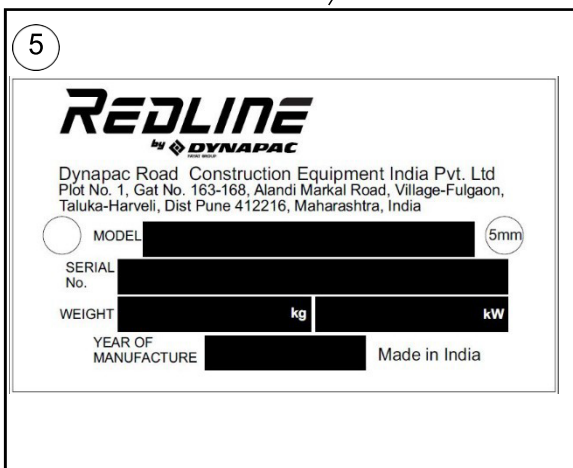 5
REDLINE
by DYNAPAC
Dynapac Road Construction Equipment India Pvt. Ltd
Plot No. 1, Gat No. 163-168, Alandi Markal Road, Village-Fulgaon,
Taluka-Harveli, Dist Pune 412216, Maharashtra, India
MODEL
5mm
SERIAL
No.
WEIGHT kg kW
YEAR OF
MANUFACTURE
Made in India